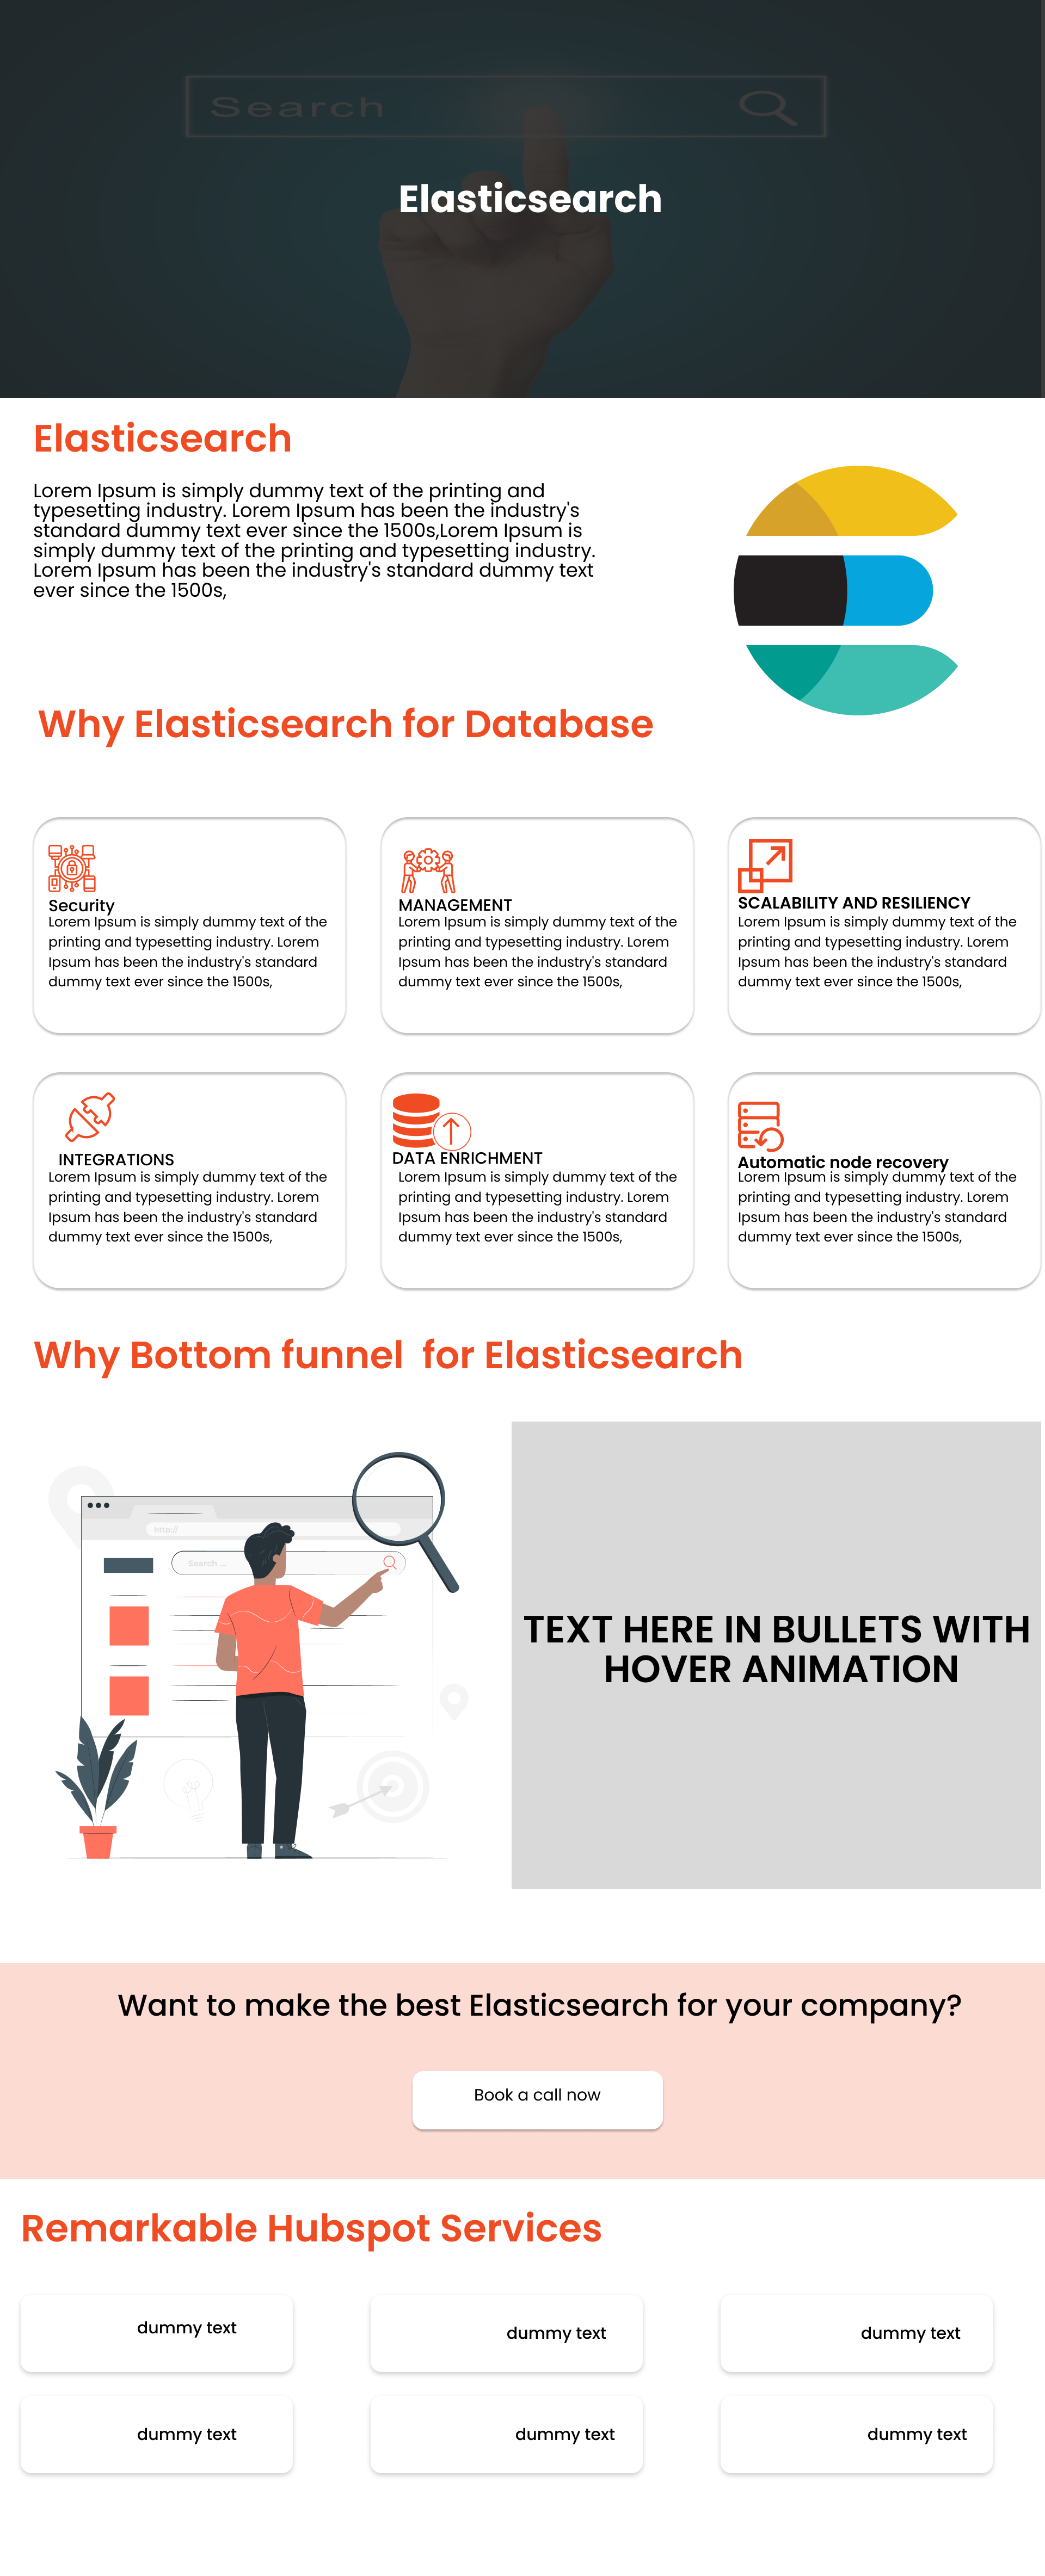 Search
Elasticsearch
Elasticsearch
Lorem Ipsum is simply dummy text of the printing and
typesetting industry. Lorem Ipsum has been the industry's
standard dummy text ever since the 1500s,Lorem Ipsum is
simply dummy text of the printing and typesetting industry.
Lorem Ipsum has been the industry's standard dummy text
ever since the 1500s,
Why Elasticsearch for Database
Security
Lorem Ipsum is simply dummy text of the
printing and typesetting industry. Lorem
Ipsum has been the industry's standard
dummy text ever since the 1500s,
MANAGEMENT
Lorem Ipsum is simply dummy text of the
printing and typesetting industry. Lorem
Ipsum has been the industry's standard
dummy text ever since the 1500s,
SCALABILITY AND RESILIENCY
Lorem Ipsum is simply dummy text of the
printing and typesetting industry. Lorem
Ipsum has been the industry's standard
dummy text ever since the 1500s,
INTEGRATIONS
Lorem Ipsum is simply dummy text of the
printing and typesetting industry. Lorem
Ipsum has been the industry's standard
dummy text ever since the 1500s,
DATA ENRICHMENT
Lorem Ipsum is simply dummy text of the
printing and typesetting industry. Lorem
Ipsum has been the industry's standard
dummy text ever since the 1500s,
Automatic node recovery
Lorem Ipsum is simply dummy text of the
printing and typesetting industry. Lorem
Ipsum has been the industry's standard
dummy text ever since the 1500s,
Why Bottom funnel  for Elasticsearch
http://
Search ...
TEXT HERE IN BULLETS WITH
HOVER ANIMATION
Want to make the best Elasticsearch for your company?
Book a call now
Remarkable Hubspot Services
dummy text
dummy text
dummy text
dummy text
dummy text
dummy text